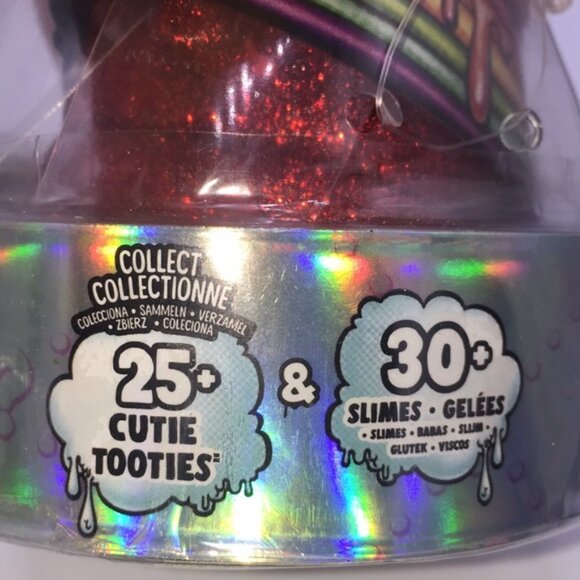 COLLECT
COLLECTIONNE
COLECCIONA • SAMMELN • VERZAMEL
• ZBIERZ • COLECIONA
25+
CUTIE
TOOTIES
&
30+
SLIMES • GELÉES
• SLIMES • BABAS • SLIJM •
GLUTEK • VISCOS